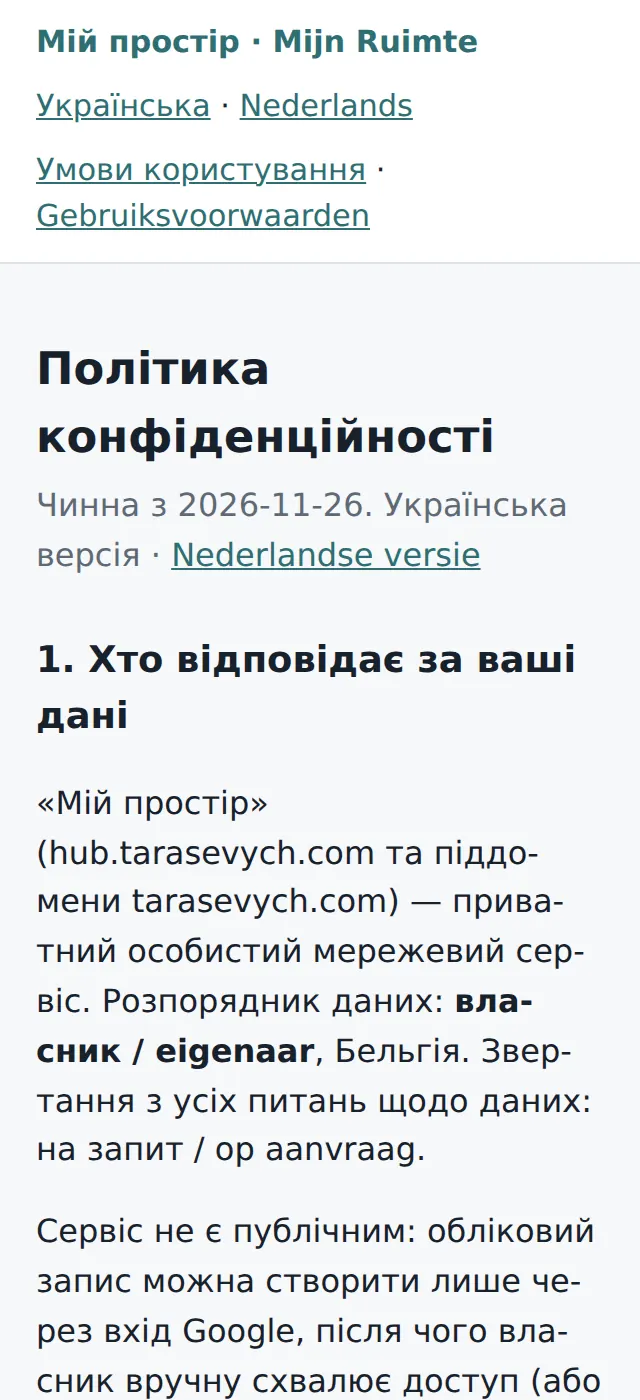 Мій простір · Mijn Ruimte
Українська · Nederlands
Умови користування ·
Gebruiksvoorwaarden
Політика
конфіденційності
Чинна з 2026-11-26. Українська
версія · Nederlandse versie
1. Хто відповідає за ваші
дані
«Мій простір»
(hub.tarasevych.com та піддо-
мени tarasevych.com) — прива-
тний особистий мережевий сер-
віс. Розпорядник даних: вла-
сник / eigenaar, Бельгія. Звер-
тання з усіх питань щодо даних:
на запит / op aanvraag.
Сервіс не є публічним: обліковий
запис можна створити лише че-
рез вхід Google, після чого вла-
сник вручну схвалює доступ (або